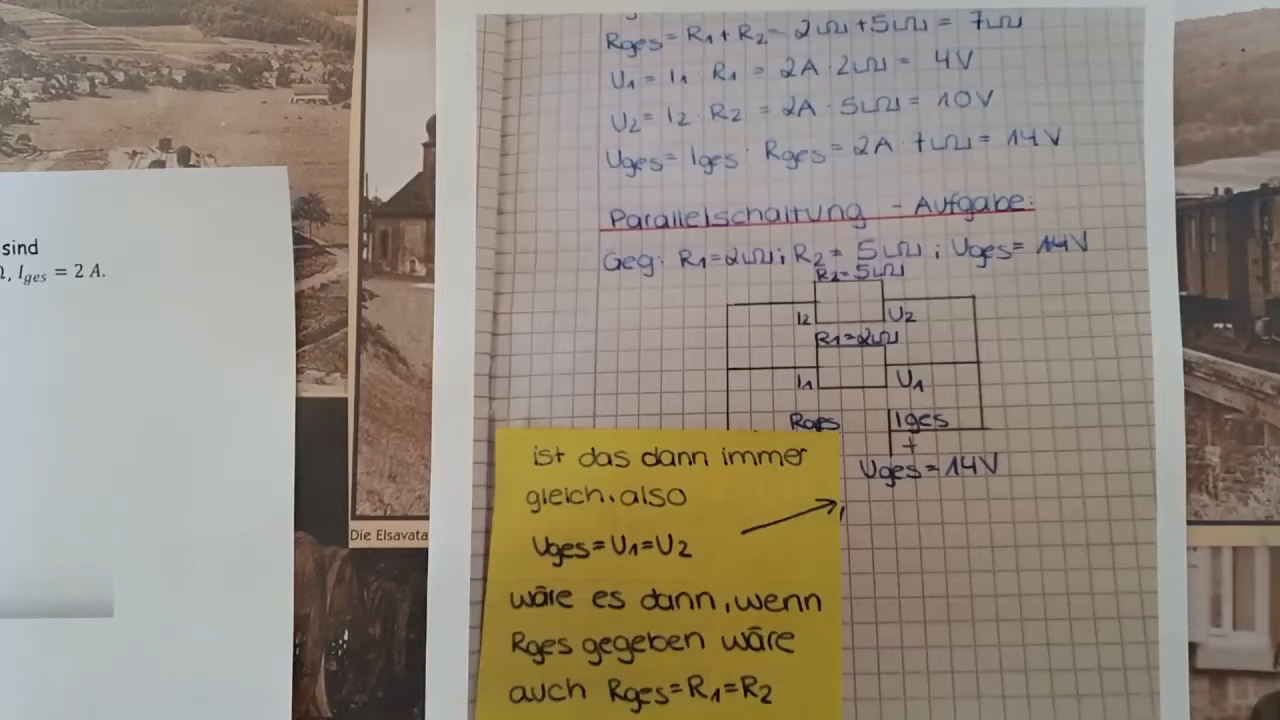 sind
Ω, Iges = 2 A.
Die Elsavata
Rges = R1 + R2 = 2Ω + 5Ω = 7Ω
U1 = I1 · R1 = 2A · 2Ω = 4V
U2 = I2 · R2 = 2A · 5Ω = 10V
Uges = Iges · Rges = 2A · 7Ω = 14V
Parallelschaltung - Aufgabe:
Geg: R1 = 2Ω ; R2 = 5Ω ; Uges = 14V
R2 = 5Ω
I2 U2
R1 = 2Ω
I1 U1
Rges Iges
+
Uges = 14V
ist das dann immer
gleich, also
Uges = U1 = U2
wäre es dann, wenn
Rges gegeben wäre
auch Rges = R1 = R2